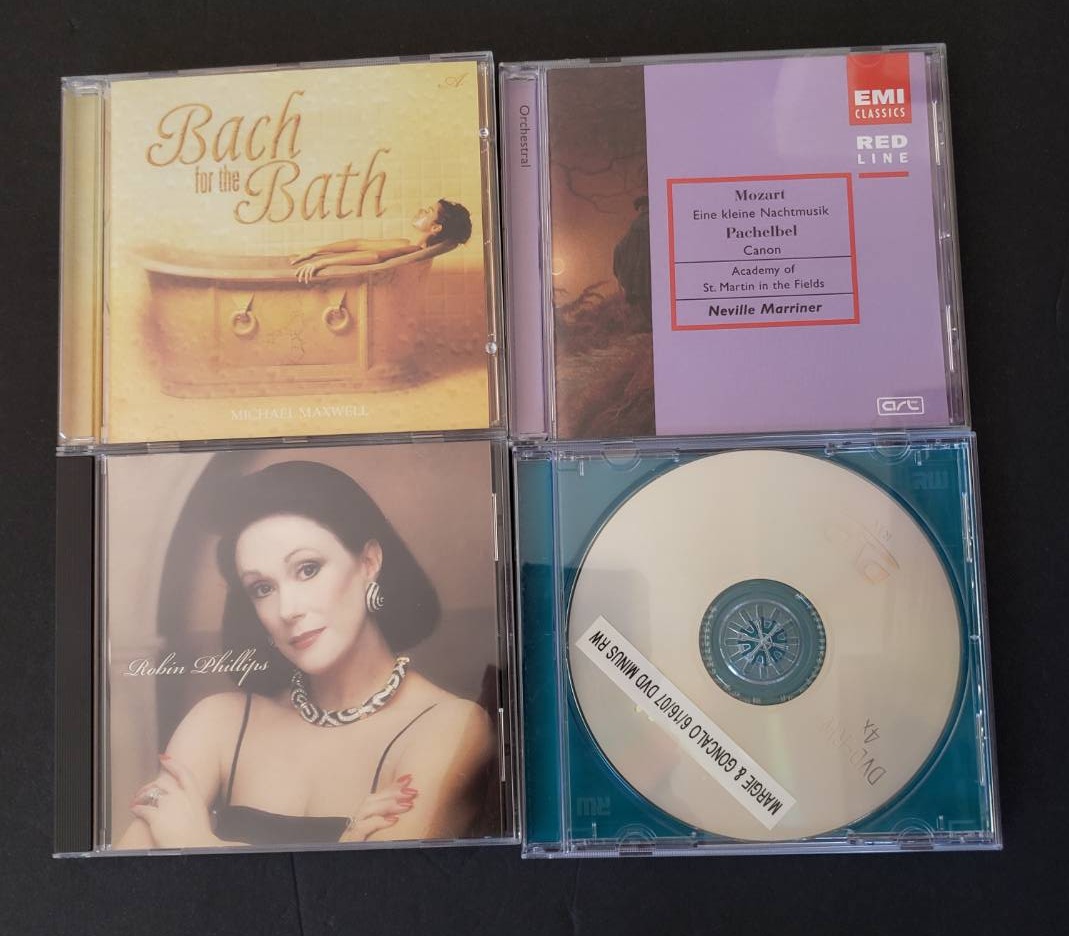 Bach
for the
Bath
MICHAEL MAXWELL
Orchestral
EMI
CLASSICS
RED
LINE
Mozart
Eine kleine Nachtmusik
Pachelbel
Canon
Academy of
St. Martin in the Fields
Neville Marriner
art
Robin Phillips
RW
MARGIE & GONCALO 6/16/07 DVD MINUS RW
4x